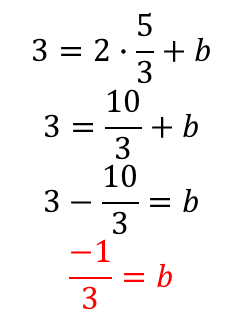 3 = 2 · 5/3 + b
3 = 10/3 + b
3 − 10/3 = b
−1/3 = b